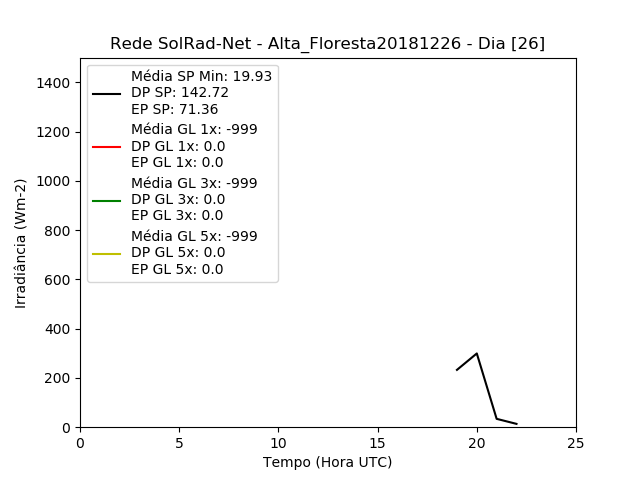 Rede SolRad-Net - Alta_Floresta20181226 - Dia [26]
Média SP Min: 19.93
DP SP: 142.72
EP SP: 71.36
Média GL 1x: -999
DP GL 1x: 0.0
EP GL 1x: 0.0
Média GL 3x: -999
DP GL 3x: 0.0
EP GL 3x: 0.0
Média GL 5x: -999
DP GL 5x: 0.0
EP GL 5x: 0.0
Irradiância (Wm-2)
1400
1200
1000
800
600
400
200
0
0 5 10 15 20 25
Tempo (Hora UTC)